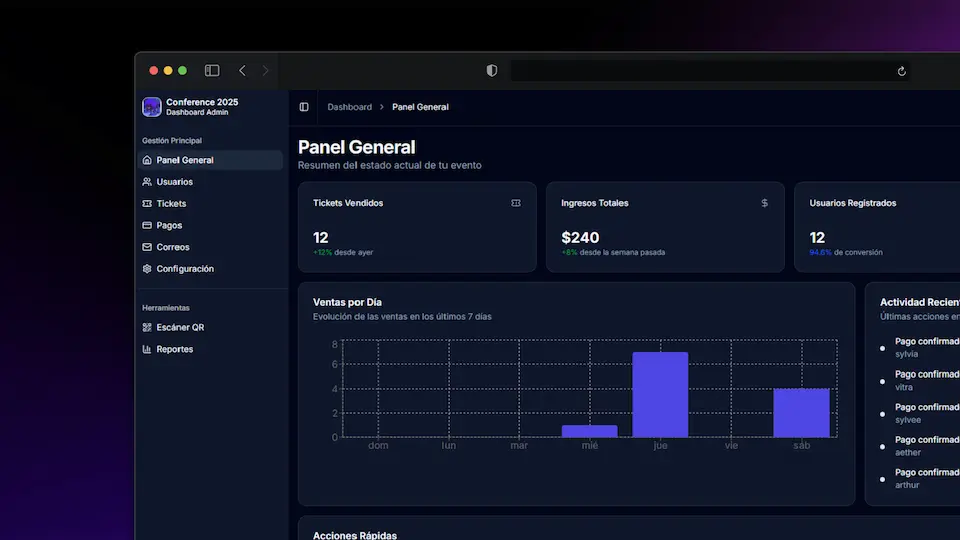 Conference 2025
Dashboard Admin
Gestión Principal
Panel General
Usuarios
Tickets
Pagos
Correos
Configuración
Herramientas
Escáner QR
Reportes
Dashboard > Panel General
Panel General
Resumen del estado actual de tu evento
Tickets Vendidos
12
+12% desde ayer
Ingresos Totales
$
$240
+8% desde la semana pasada
Usuarios Registrados
12
94.6% de conversión
Ventas por Día
Evolución de las ventas en los últimos 7 días
8
6
4
2
0
dom lun mar mié jue vie sáb
Actividad Recien
Últimas acciones en
Pago confirmad
sylvia
Pago confirmad
vitra
Pago confirmad
sylvee
Pago confirmad
aether
Pago confirmad
arthur
Acciones Rápidas